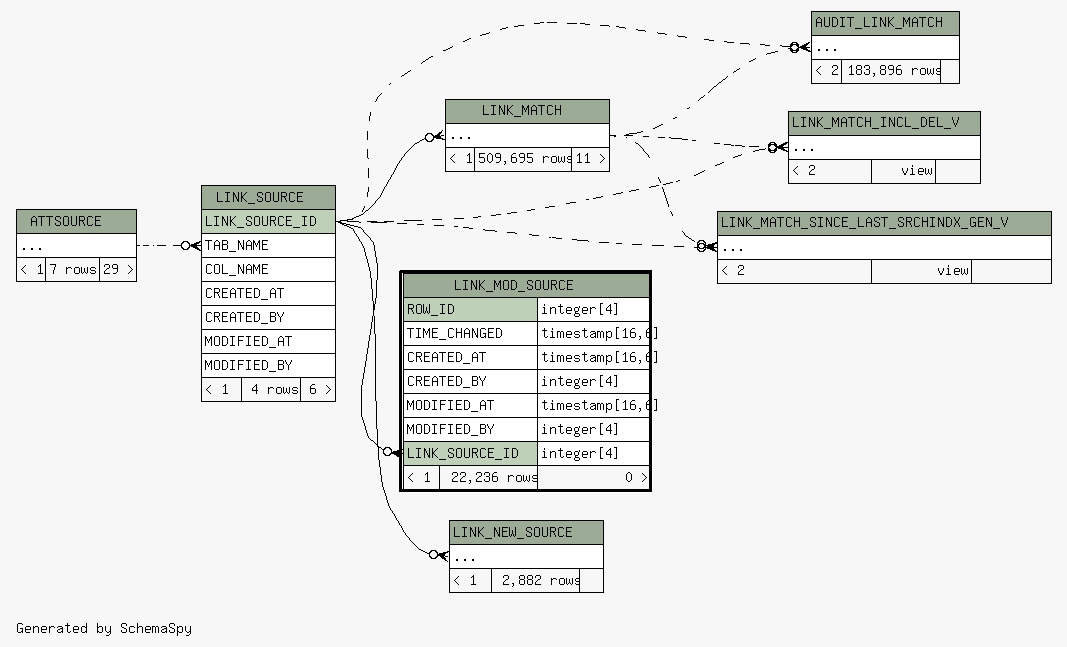 AUDIT_LINK_MATCH
...
< 2 183,896 rows
LINK_MATCH
...
< 1 509,695 rows 11 >
LINK_MATCH_INCL_DEL_V
...
< 2 view
LINK_MATCH_SINCE_LAST_SRCHINDX_GEN_V
...
< 2 view
ATTSOURCE
...
< 1 7 rows 29 >
LINK_SOURCE
LINK_SOURCE_ID
TAB_NAME
COL_NAME
CREATED_AT
CREATED_BY
MODIFIED_AT
MODIFIED_BY
< 1 4 rows 6 >
LINK_MOD_SOURCE
ROW_ID integer[4]
TIME_CHANGED timestamp[16,6]
CREATED_AT timestamp[16,6]
CREATED_BY integer[4]
MODIFIED_AT timestamp[16,6]
MODIFIED_BY integer[4]
LINK_SOURCE_ID integer[4]
< 1 22,236 rows 0 >
LINK_NEW_SOURCE
...
< 1 2,882 rows
Generated by SchemaSpy